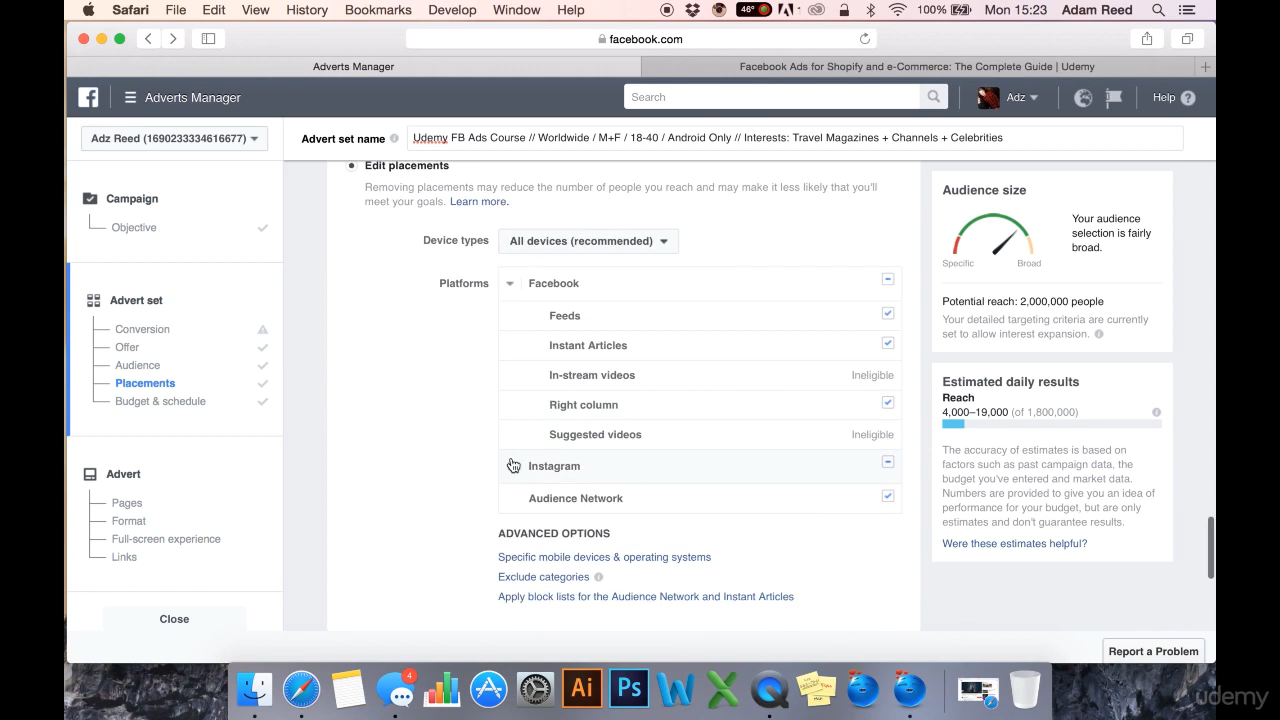 Safari File Edit View History Bookmarks Develop Window Help 46° 1 100% Mon 15:23 Adam Reed
facebook.com
Adverts Manager Facebook Ads for Shopify and e-Commerce: The Complete Guide | Udemy
Adverts Manager Search Adz Help
Adz Reed (1690233334616677) Advert set name Udemy FB Ads Course // Worldwide / M+F / 18-40 / Android Only // Interests: Travel Magazines + Channels + Celebrities
Campaign
Objective
Advert set
Conversion
Offer
Audience
Placements
Budget & schedule
Advert
Pages
Format
Full-screen experience
Links
Close
Edit placements
Removing placements may reduce the number of people you reach and may make it less likely that you'll
meet your goals. Learn more.
Device types All devices (recommended)
Platforms Facebook
Feeds
Instant Articles
In-stream videos Ineligible
Right column
Suggested videos Ineligible
Instagram
Audience Network
ADVANCED OPTIONS
Specific mobile devices & operating systems
Exclude categories
Apply block lists for the Audience Network and Instant Articles
Audience size
Your audience
selection is fairly
broad.
Specific Broad
Potential reach: 2,000,000 people
Your detailed targeting criteria are currently
set to allow interest expansion.
Estimated daily results
Reach
4,000–19,000 (of 1,800,000)
The accuracy of estimates is based on
factors such as past campaign data, the
budget you've entered and market data.
Numbers are provided to give you an idea of
performance for your budget, but are only
estimates and don't guarantee results.
Were these estimates helpful?
Report a Problem
4
Ai Ps
udemy